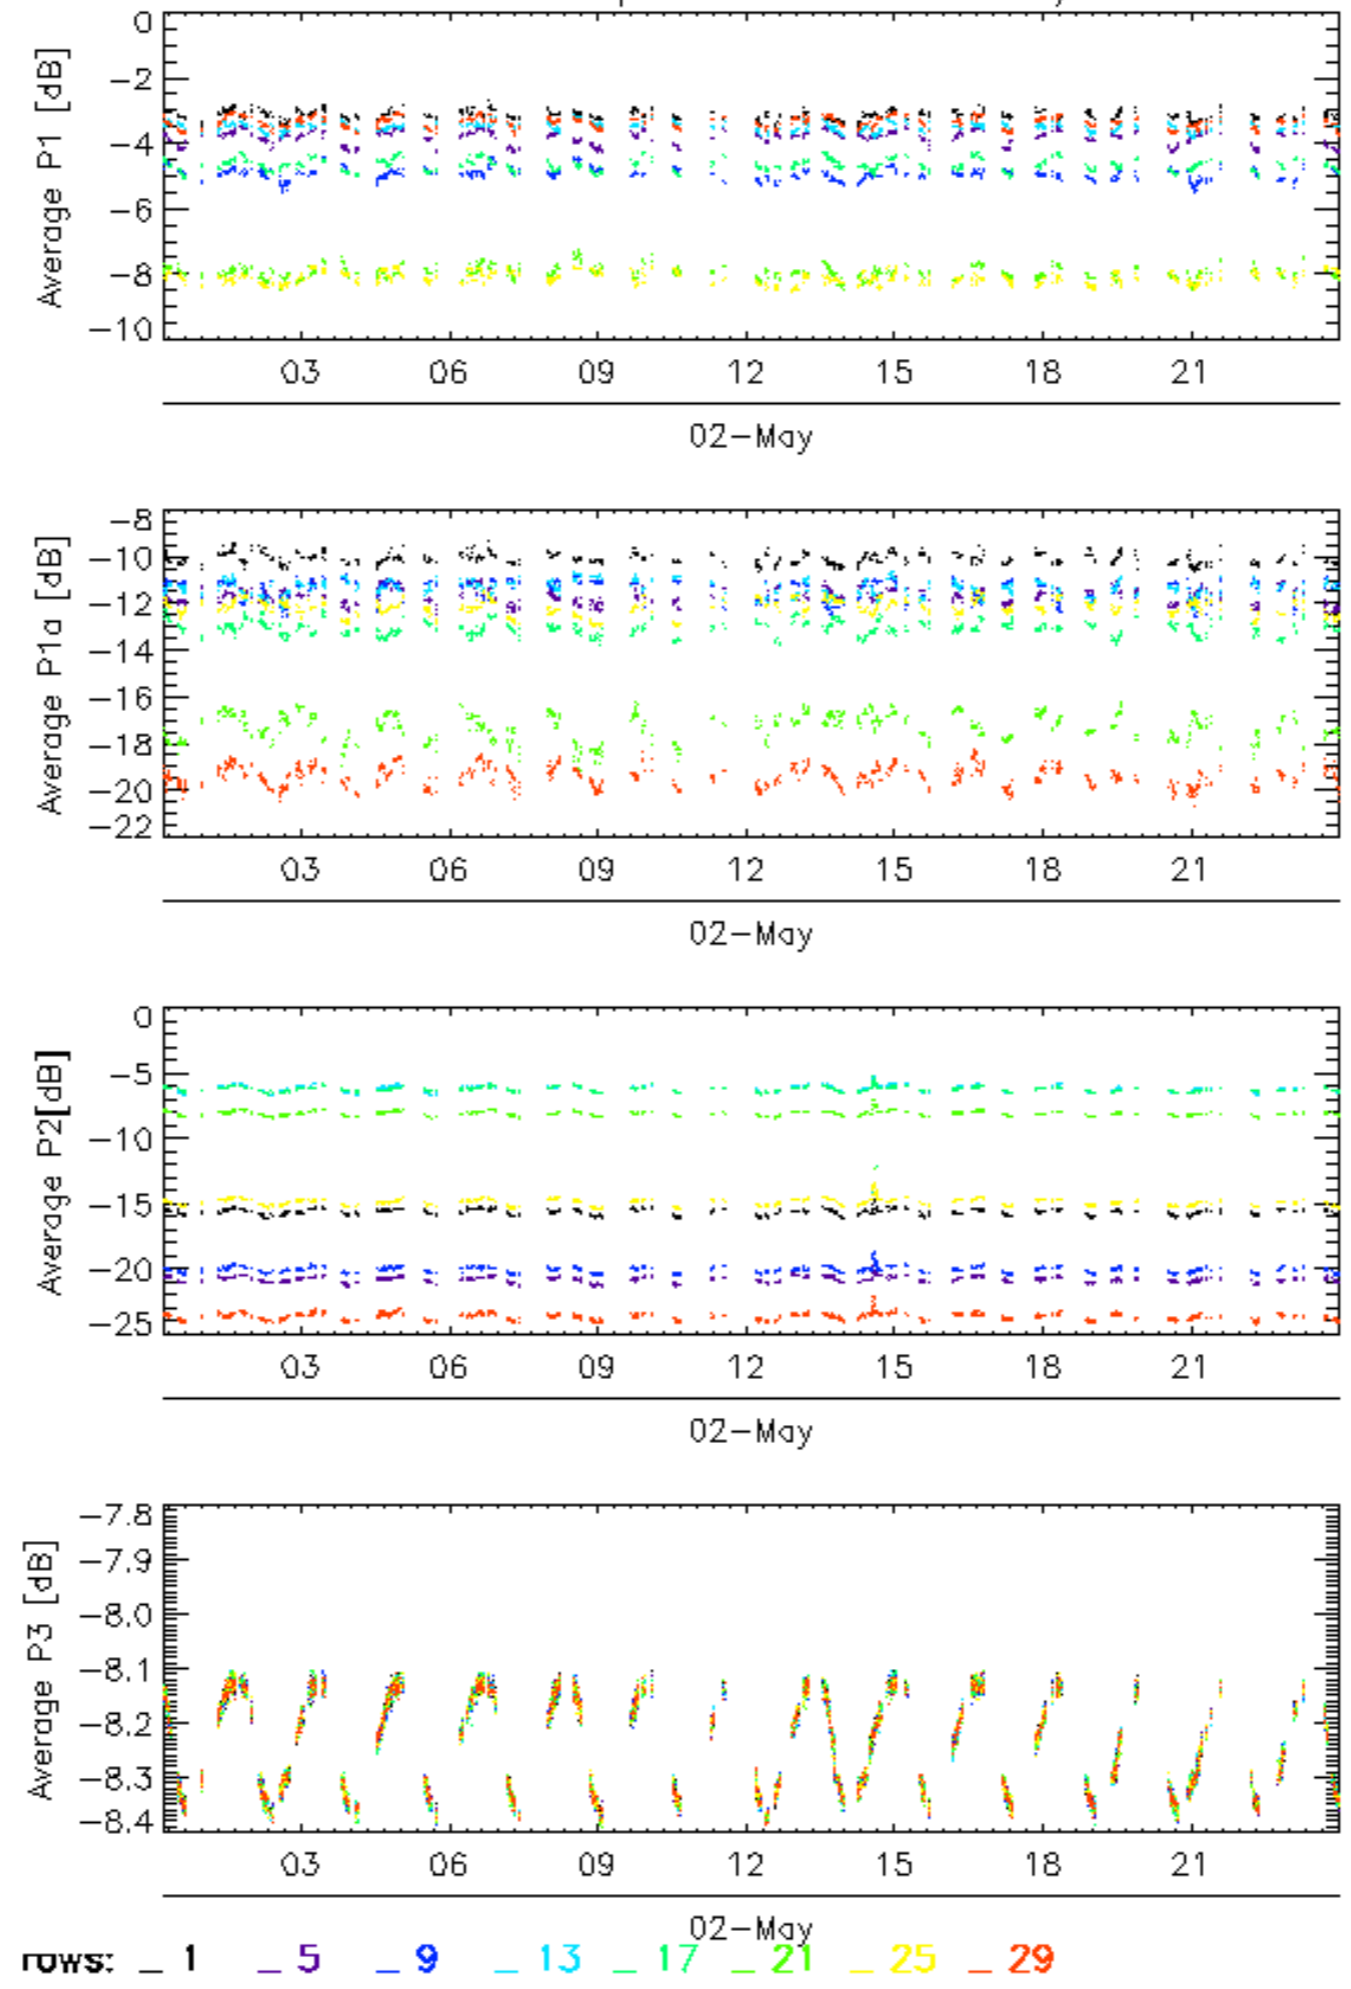 Average P1 [dB]
0
−2
−4
−6
−8
−10
03 06 09 12 15 18 21
02−May
Average P1a [dB]
−8
−10
−12
−14
−16
−18
−20
−22
03 06 09 12 15 18 21
02−May
Average P2[dB]
0
−5
−10
−15
−20
−25
03 06 09 12 15 18 21
02−May
Average P3 [dB]
−7.8
−7.9
−8.0
−8.1
−8.2
−8.3
−8.4
03 06 09 12 15 18 21
02−May
rows: _ 1 _ 5 _ 9 _ 13 _ 17 _ 21 _ 25 _ 29